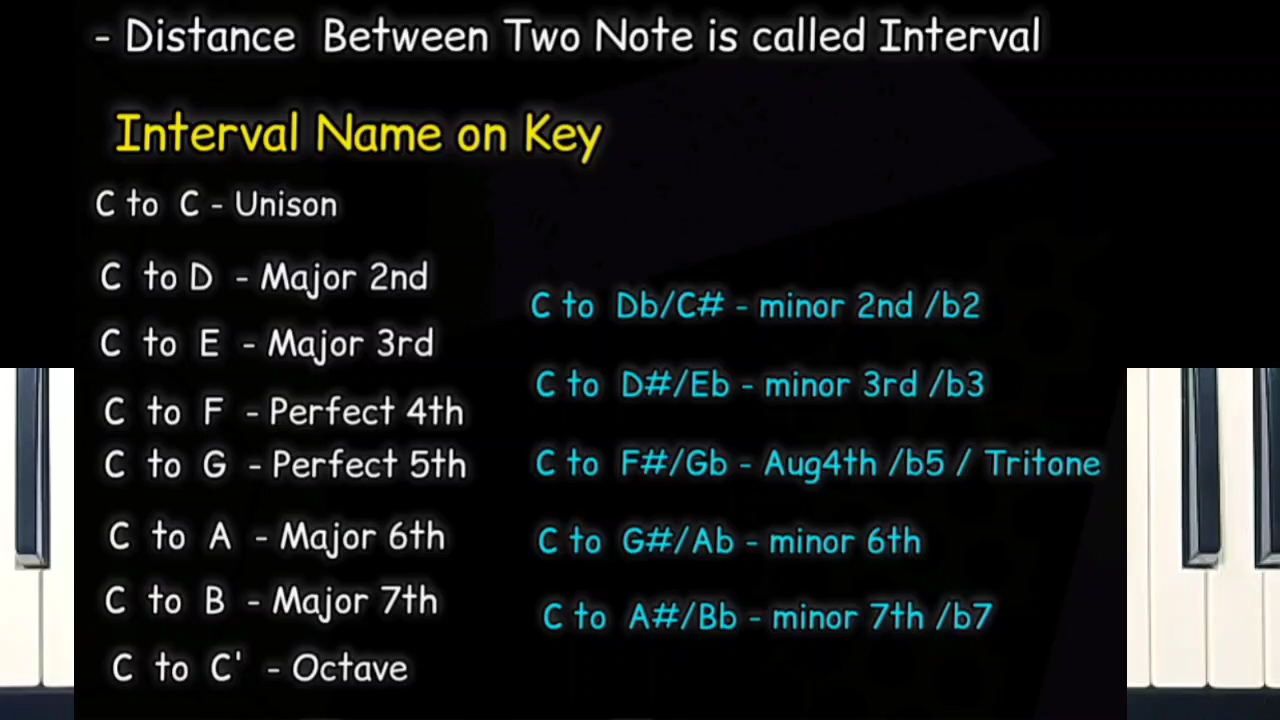 - Distance Between Two Note is called Interval
Interval Name on Key
C to C - Unison
C to D - Major 2nd
C to E - Major 3rd
C to F - Perfect 4th
C to G - Perfect 5th
C to A - Major 6th
C to B - Major 7th
C to C' - Octave
C to Db/C# - minor 2nd /b2
C to D#/Eb - minor 3rd /b3
C to F#/Gb - Aug4th /b5 / Tritone
C to G#/Ab - minor 6th
C to A#/Bb - minor 7th /b7